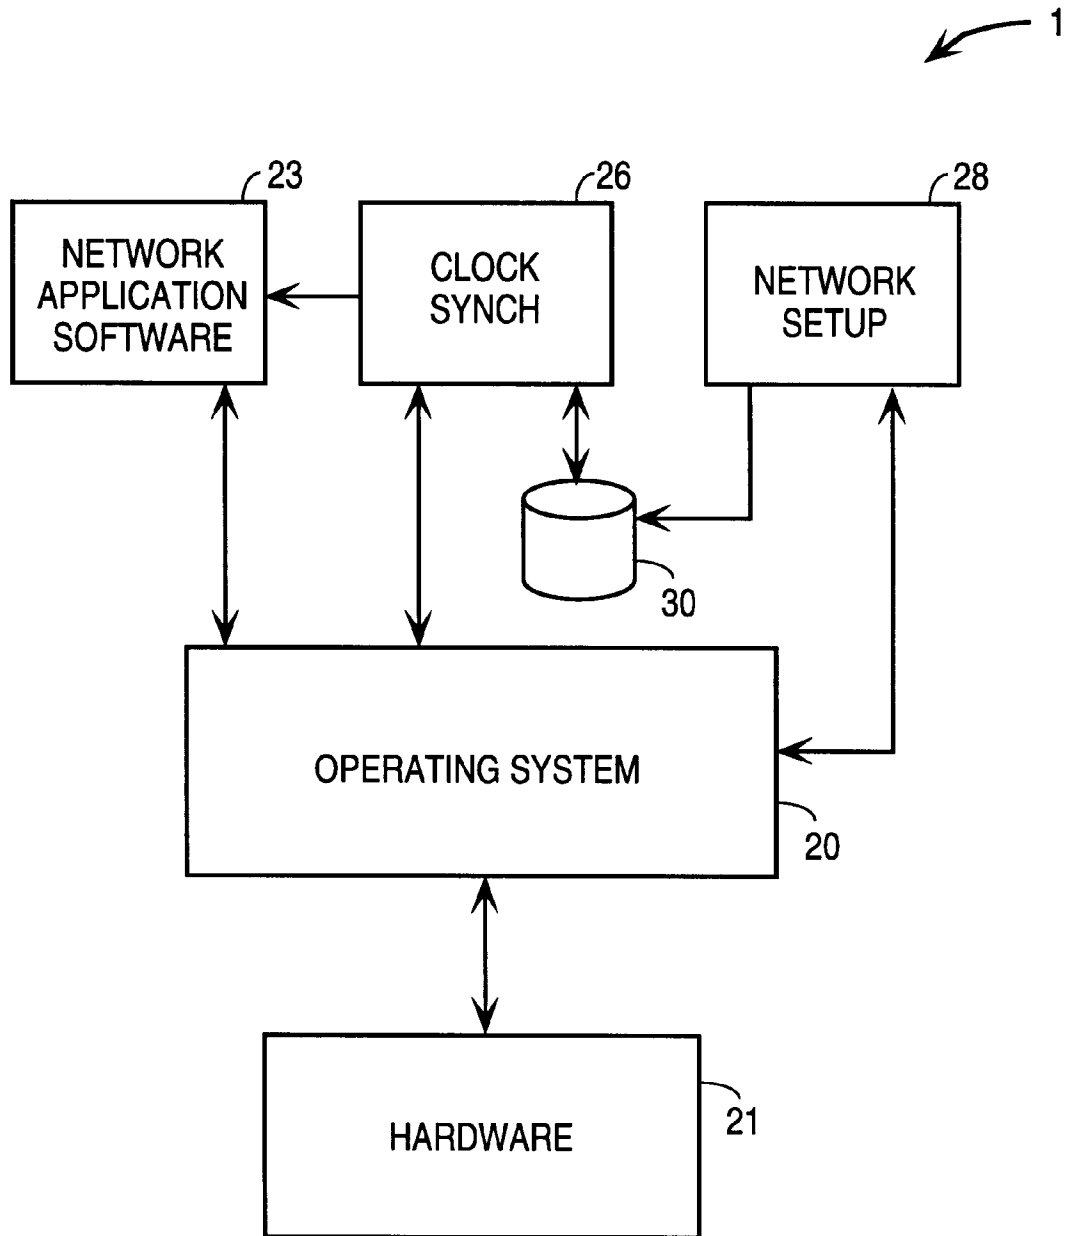 1
23
26
28
NETWORK
APPLICATION
SOFTWARE
CLOCK
SYNCH
NETWORK
SETUP
30
OPERATING SYSTEM
20
HARDWARE
21